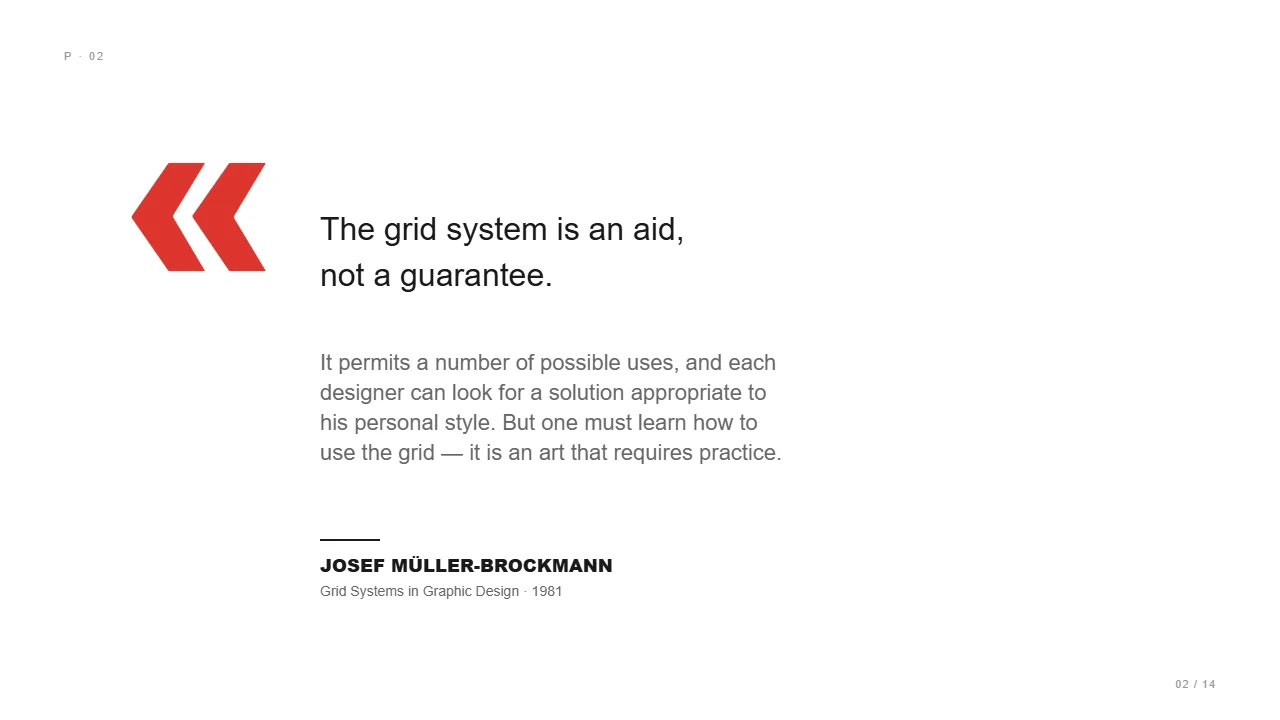 P · 02
«
The grid system is an aid,
not a guarantee.
It permits a number of possible uses, and each
designer can look for a solution appropriate to
his personal style. But one must learn how to
use the grid — it is an art that requires practice.
JOSEF MÜLLER-BROCKMANN
Grid Systems in Graphic Design · 1981
02 / 14